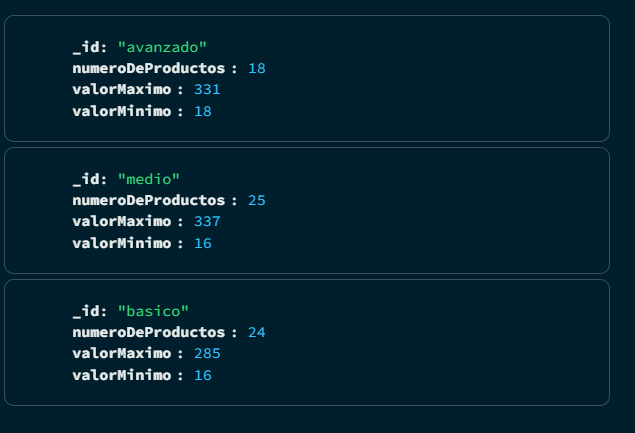 _id: "avanzado"
numeroDeProductos : 18
valorMaximo : 331
valorMinimo : 18
_id: "medio"
numeroDeProductos : 25
valorMaximo : 337
valorMinimo : 16
_id: "basico"
numeroDeProductos : 24
valorMaximo : 285
valorMinimo : 16